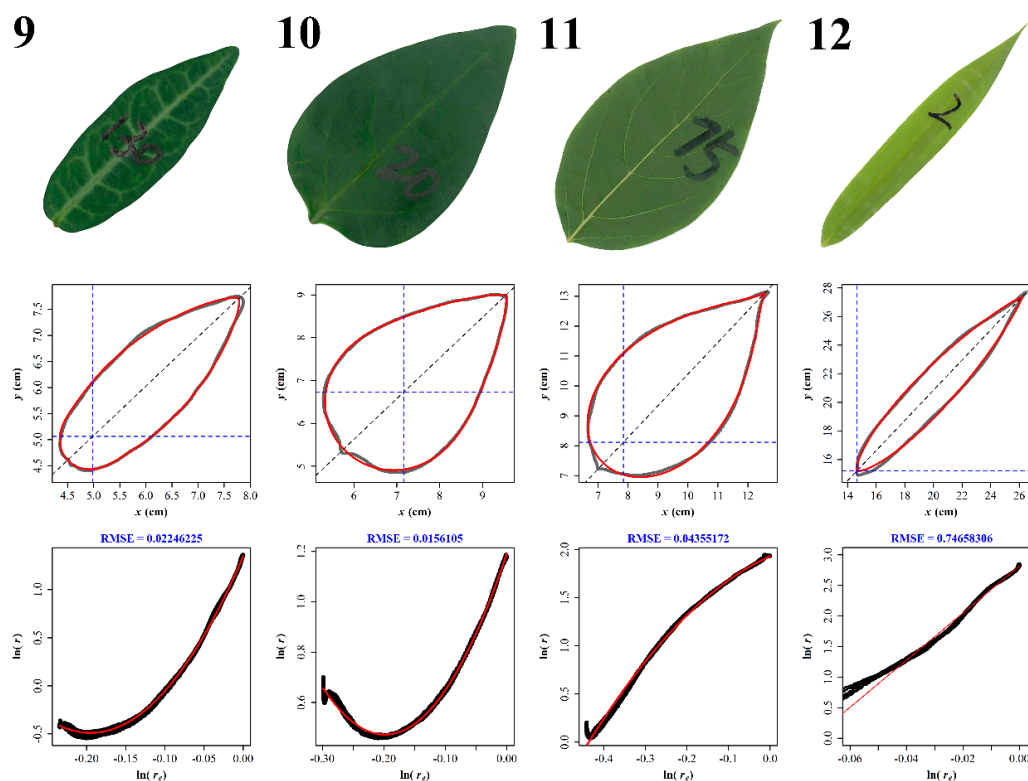 9 10 11 12
136 20 75 2
4.5 5.0 5.5 6.0 6.5 7.0 7.5
y (cm)
4.5 5.0 5.5 6.0 6.5 7.0 7.5 8.0
x (cm)
5 6 7 8 9
y (cm)
6 7 8 9
x (cm)
7 8 9 10 11 12 13
y (cm)
7 8 9 10 11 12
x (cm)
16 18 20 22 24 26 28
y (cm)
14 16 18 20 22 24 26
x (cm)
RMSE = 0.02246225
-0.5 0.0 0.5 1.0
ln(r)
-0.20 -0.15 -0.10 -0.05 0.00
ln(re)
RMSE = 0.0156105
0.6 0.8 1.0 1.2
ln(r)
-0.30 -0.25 -0.20 -0.15 -0.10 -0.05 0.00
ln(re)
RMSE = 0.04355172
0.0 0.5 1.0 1.5 2.0
ln(r)
-0.4 -0.3 -0.2 -0.1 0.0
ln(re)
RMSE = 0.74658306
0.0 0.5 1.0 1.5 2.0 2.5 3.0
ln(r)
-0.06 -0.04 -0.02 0.00
ln(re)